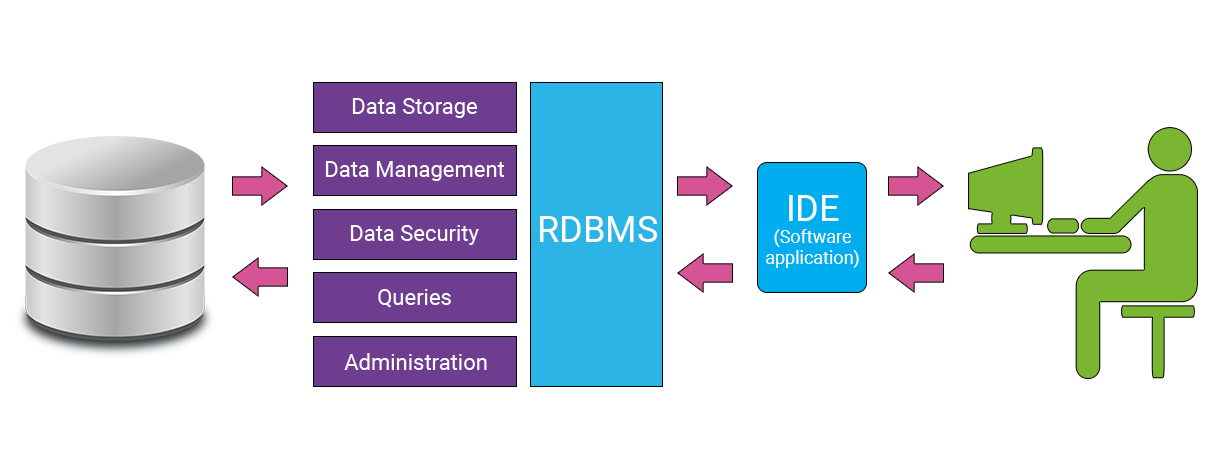 Data Storage
Data Management
Data Security
Queries
Administration
RDBMS
IDE
(Software
application)